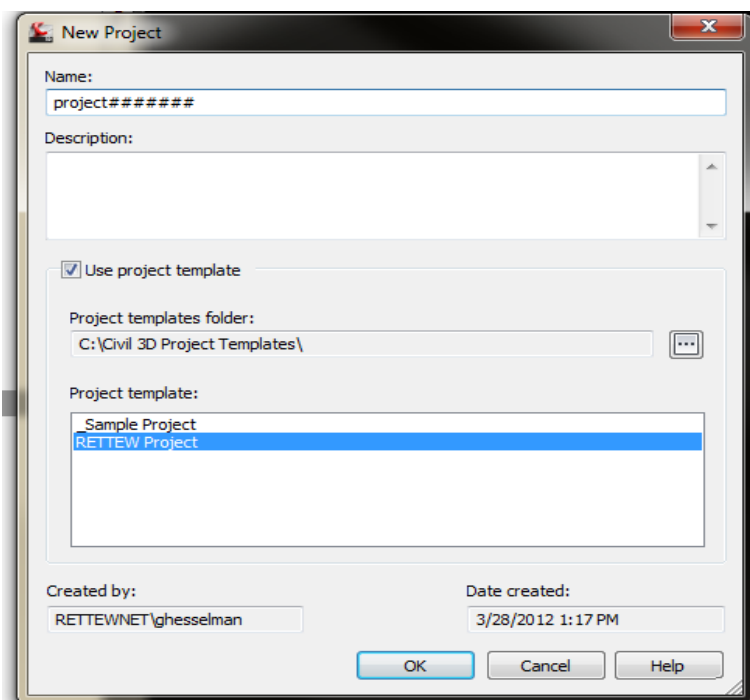 New Project
Name:
project#######
Description:
Use project template
Project templates folder:
C:\Civil 3D Project Templates\
...
Project template:
_Sample Project
RETTEW Project
Created by:
Date created:
RETTEWNET\ghesselman
3/28/2012 1:17 PM
OK
Cancel
Help